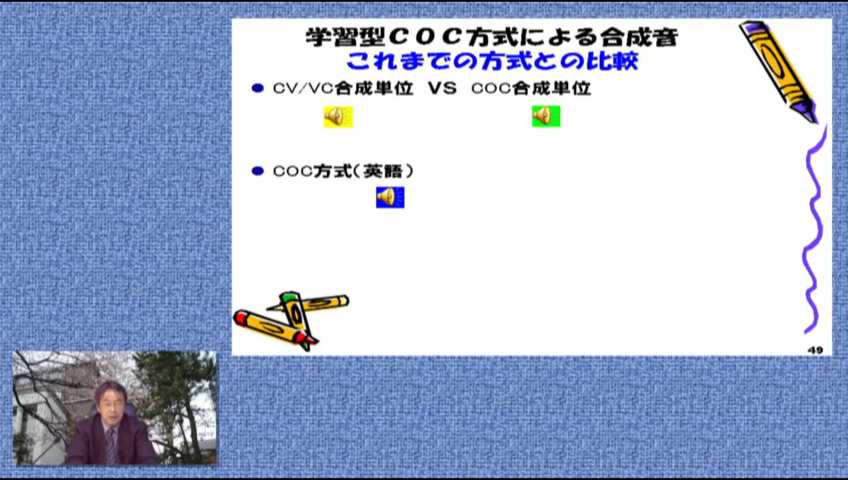 学習型COC方式による合成音
これまでの方式との比較
● CV/VC合成単位 VS COC合成単位
● COC方式(英語)
49